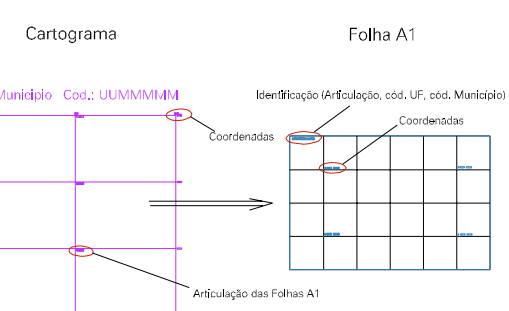 Cartograma
Folha A1
Municipio Cod.: UUMMMMM
Identificação (Articulação, cód. UF, cód. Município)
Coordenadas
Coordenadas
Articulação das Folhas A1